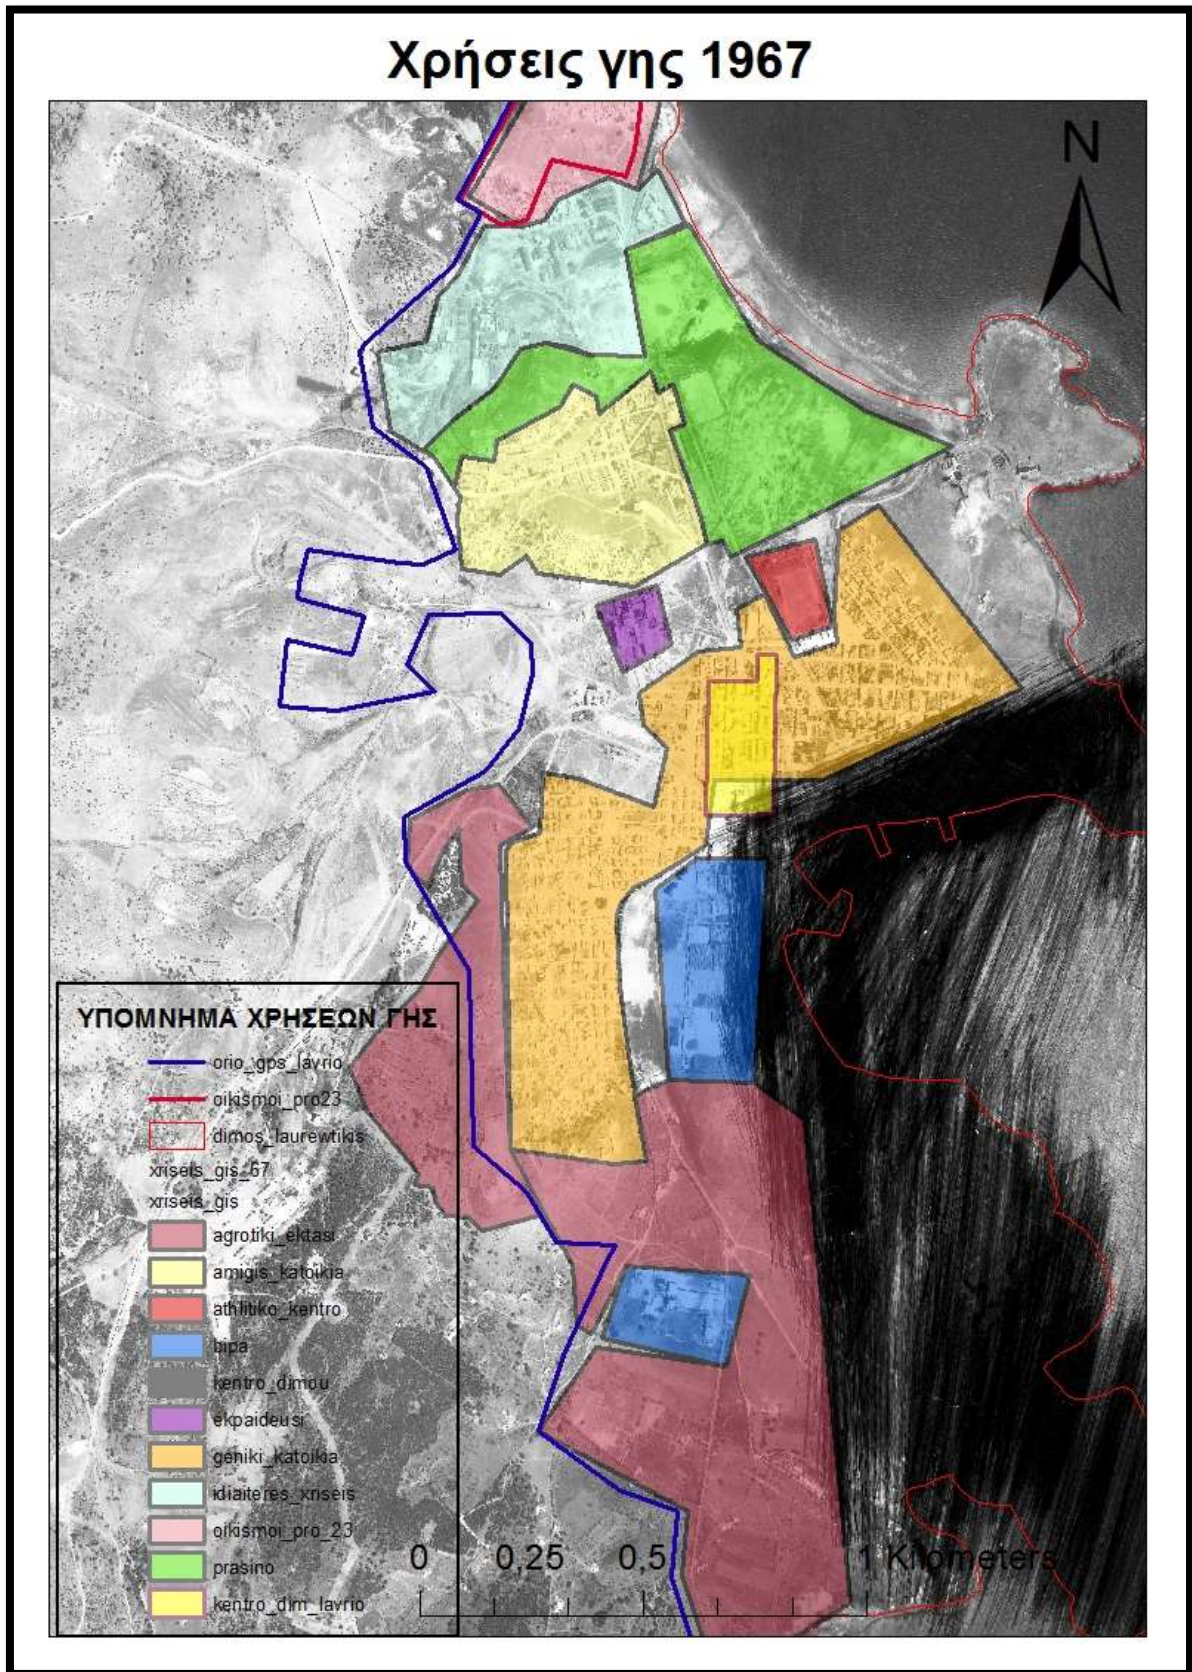 Χρήσεις γης 1967
N
ΥΠΟΜΝΗΜΑ ΧΡΗΣΕΩΝ ΓΗΣ
orio_gps_lavrio
oikismoi_pro23
dimos_laurewtikis
xriseis_gis_67
xriseis_gis
agrotiki_ektasi
amigis_katoikia
athlitiko_kentro
bipa
kentro_dimou
ekpaideusi
geniki_katoikia
idiaiteres_xriseis
oikismoi_pro_23
prasino
kentro_dim_lavrio
0 0,25 0,5 1 Kilometers